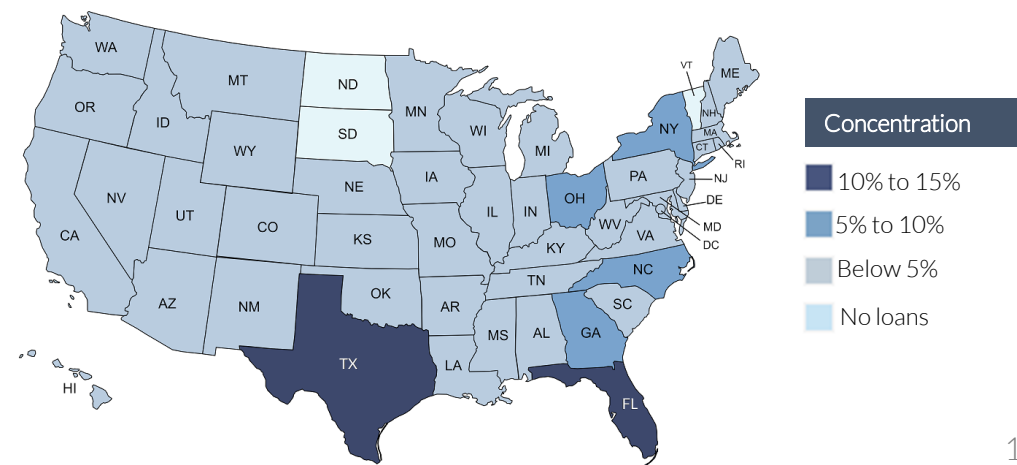 WA
MT
ND
MN
VT
ME
OR
ID
SD
WI
NY
NH
MA
WY
MI
CT
RI
NE
IA
PA
NJ
NV
UT
CO
IL
IN
OH
DE
WV
MD
CA
KS
MO
KY
VA
DC
AZ
NM
OK
AR
TN
NC
SC
TX
LA
MS
AL
GA
HI
FL
Concentration
10% to 15%
5% to 10%
Below 5%
No loans
1